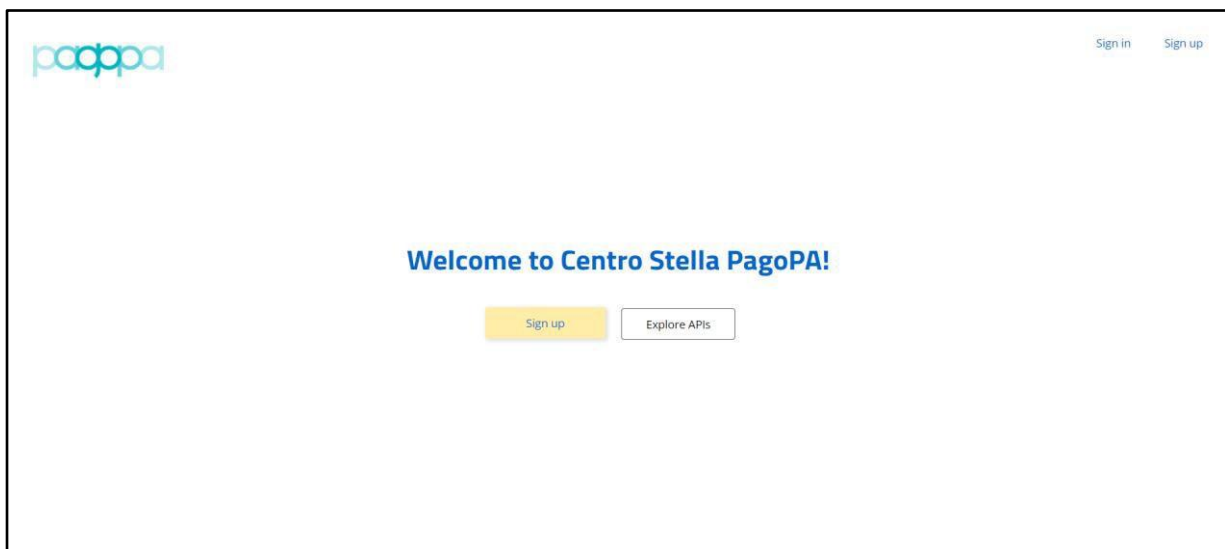 pagopa
Sign in
Sign up
Welcome to Centro Stella PagoPA!
Sign up
Explore APIs